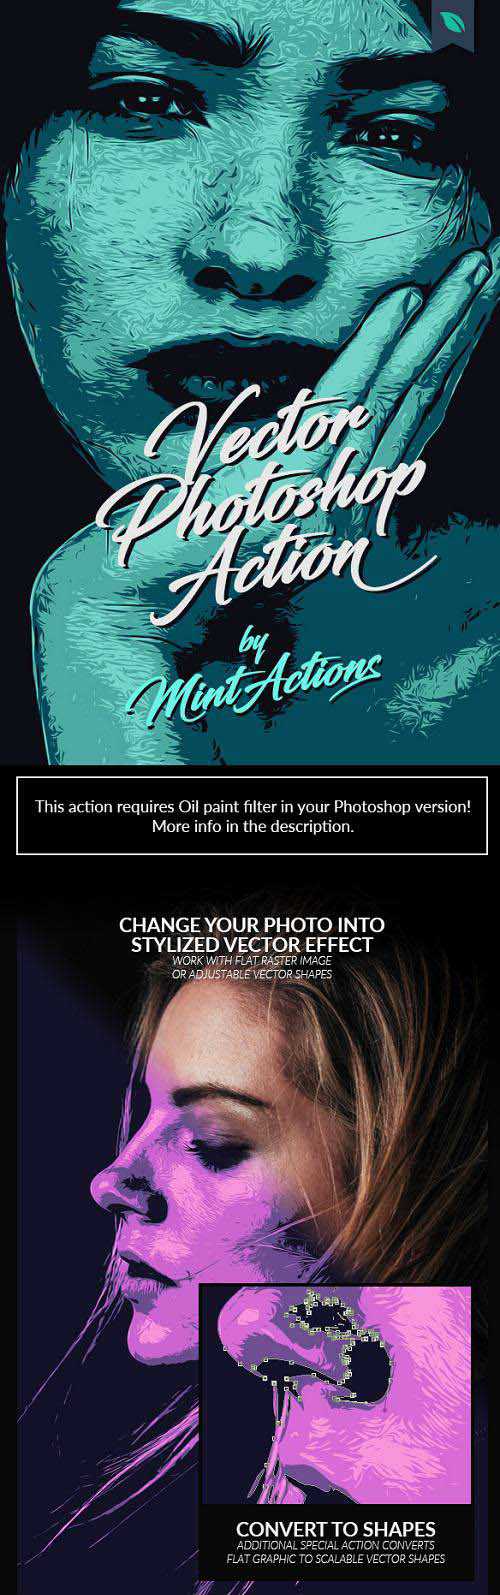 Vector
Photoshop
Action
by
MintActions
This action requires Oil paint filter in your Photoshop version!
More info in the description.
CHANGE YOUR PHOTO INTO
STYLIZED VECTOR EFFECT
WORK WITH FLAT RASTER IMAGE
OR ADJUSTABLE VECTOR SHAPES
CONVERT TO SHAPES
ADDITIONAL SPECIAL ACTION CONVERTS
FLAT GRAPHIC TO SCALABLE VECTOR SHAPES